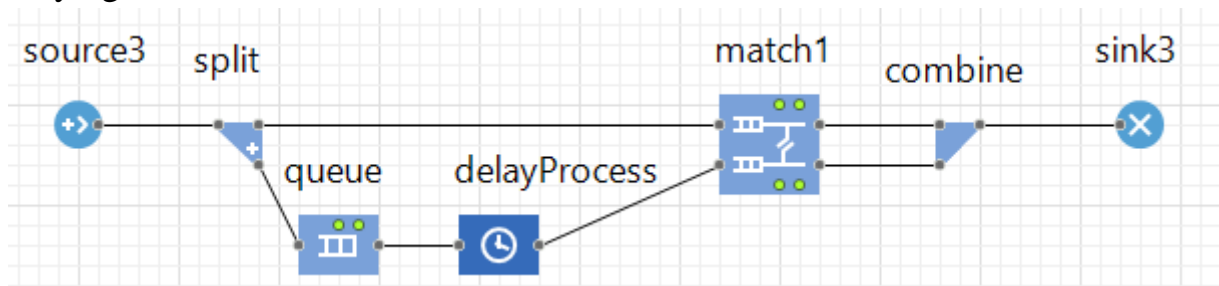 source3
split
queue
delayProcess
match1
combine
sink3